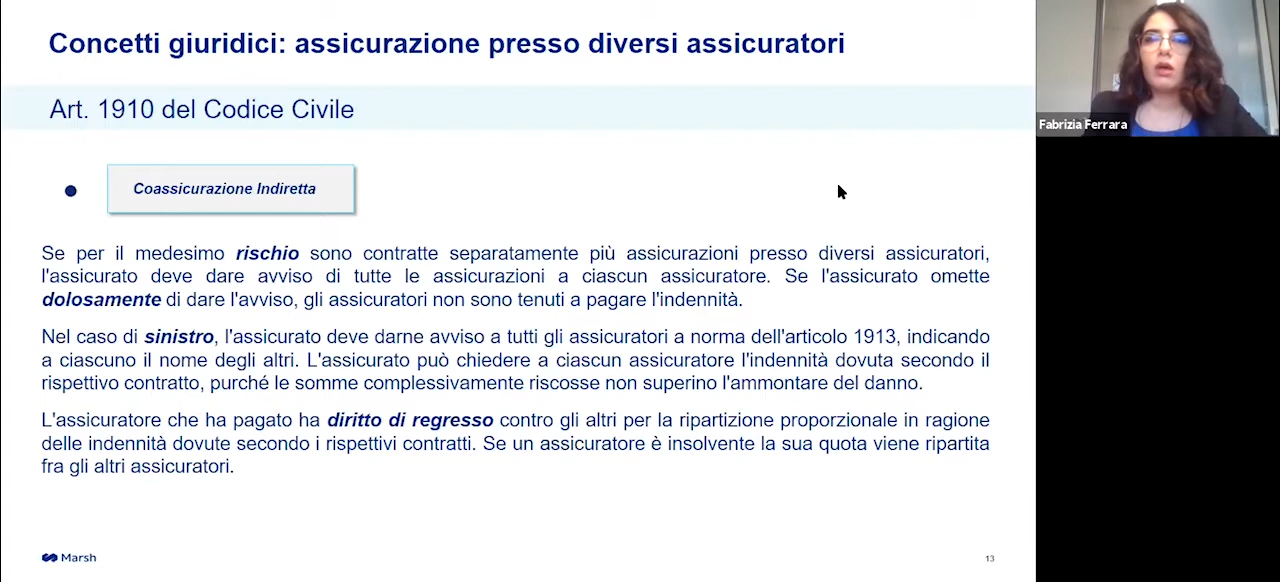 Concetti giuridici: assicurazione presso diversi assicuratori
Art. 1910 del Codice Civile
Coassicurazione Indiretta
Se per il medesimo rischio sono contratte separatamente più assicurazioni presso diversi assicuratori,
l'assicurato deve dare avviso di tutte le assicurazioni a ciascun assicuratore. Se l'assicurato omette
dolosamente di dare l'avviso, gli assicuratori non sono tenuti a pagare l'indennità.
Nel caso di sinistro, l'assicurato deve darne avviso a tutti gli assicuratori a norma dell'articolo 1913, indicando
a ciascuno il nome degli altri. L'assicurato può chiedere a ciascun assicuratore l'indennità dovuta secondo il
rispettivo contratto, purché le somme complessivamente riscosse non superino l'ammontare del danno.
L'assicuratore che ha pagato ha diritto di regresso contro gli altri per la ripartizione proporzionale in ragione
delle indennità dovute secondo i rispettivi contratti. Se un assicuratore è insolvente la sua quota viene ripartita
fra gli altri assicuratori.
Marsh
13
Fabrizia Ferrara